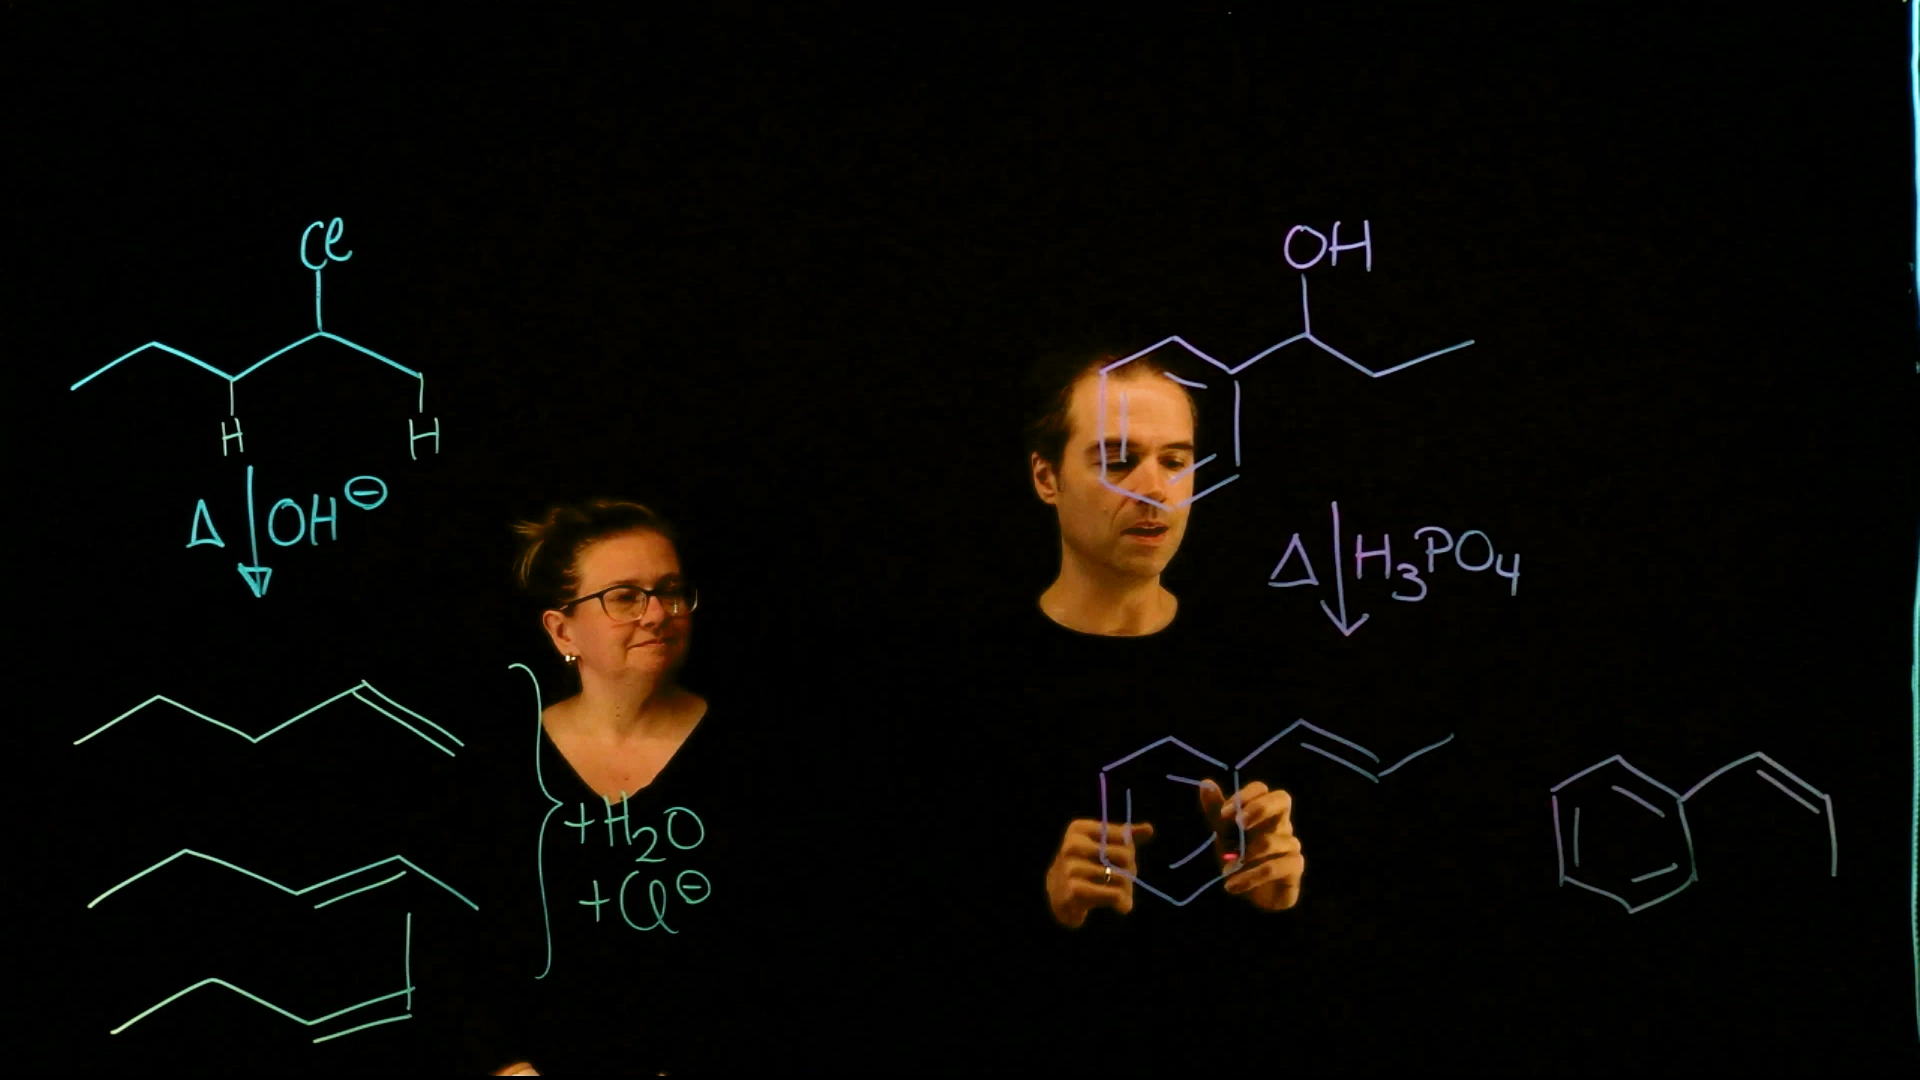 Cl
H H
Δ OH⊖
+H₂O
+Cl⊖
OH
Δ H₃PO₄